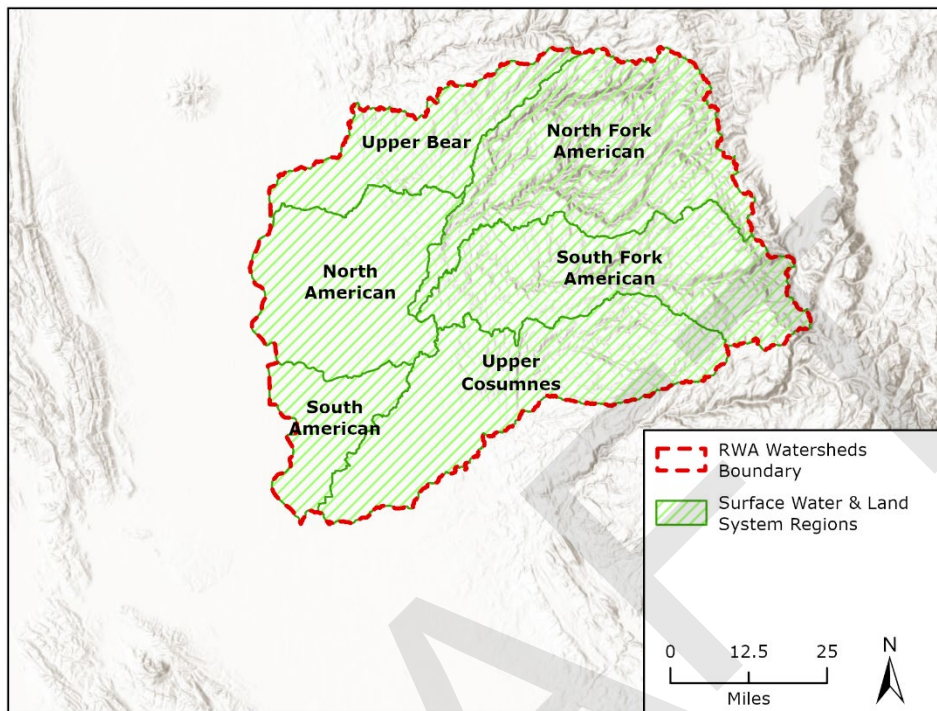 Upper Bear
North Fork
American
North
American
South Fork
American
Upper
Cosumnes
South
American
RWA Watersheds
Boundary
Surface Water & Land
System Regions
0 12.5 25
Miles
N